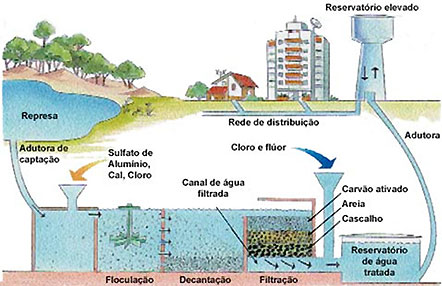 Reservatório elevado
Represa
Rede de distribuição
Adutora de
captação
Sulfato de
Alumínio,
Cal, Cloro
Cloro e flúor
Adutora
Canal de água
filtrada
Carvão ativado
Areia
Cascalho
Reservatório
de água
tratada
Floculação
Decantação
Filtração